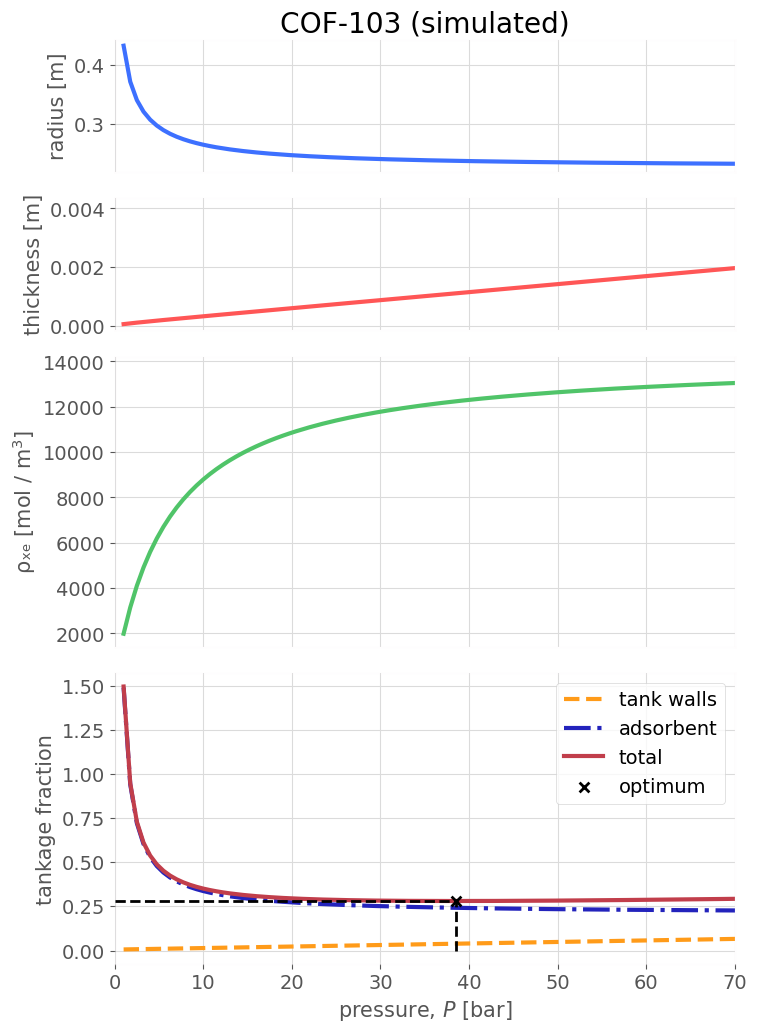 COF-103 (simulated)
radius [m]
0.4
0.3
thickness [m]
0.004
0.002
0.000
ρₓₑ [mol / m³]
14000
12000
10000
8000
6000
4000
2000
tankage fraction
1.50
1.25
1.00
0.75
0.50
0.25
0.00
tank walls
adsorbent
total
optimum
0 10 20 30 40 50 60 70
pressure, P [bar]